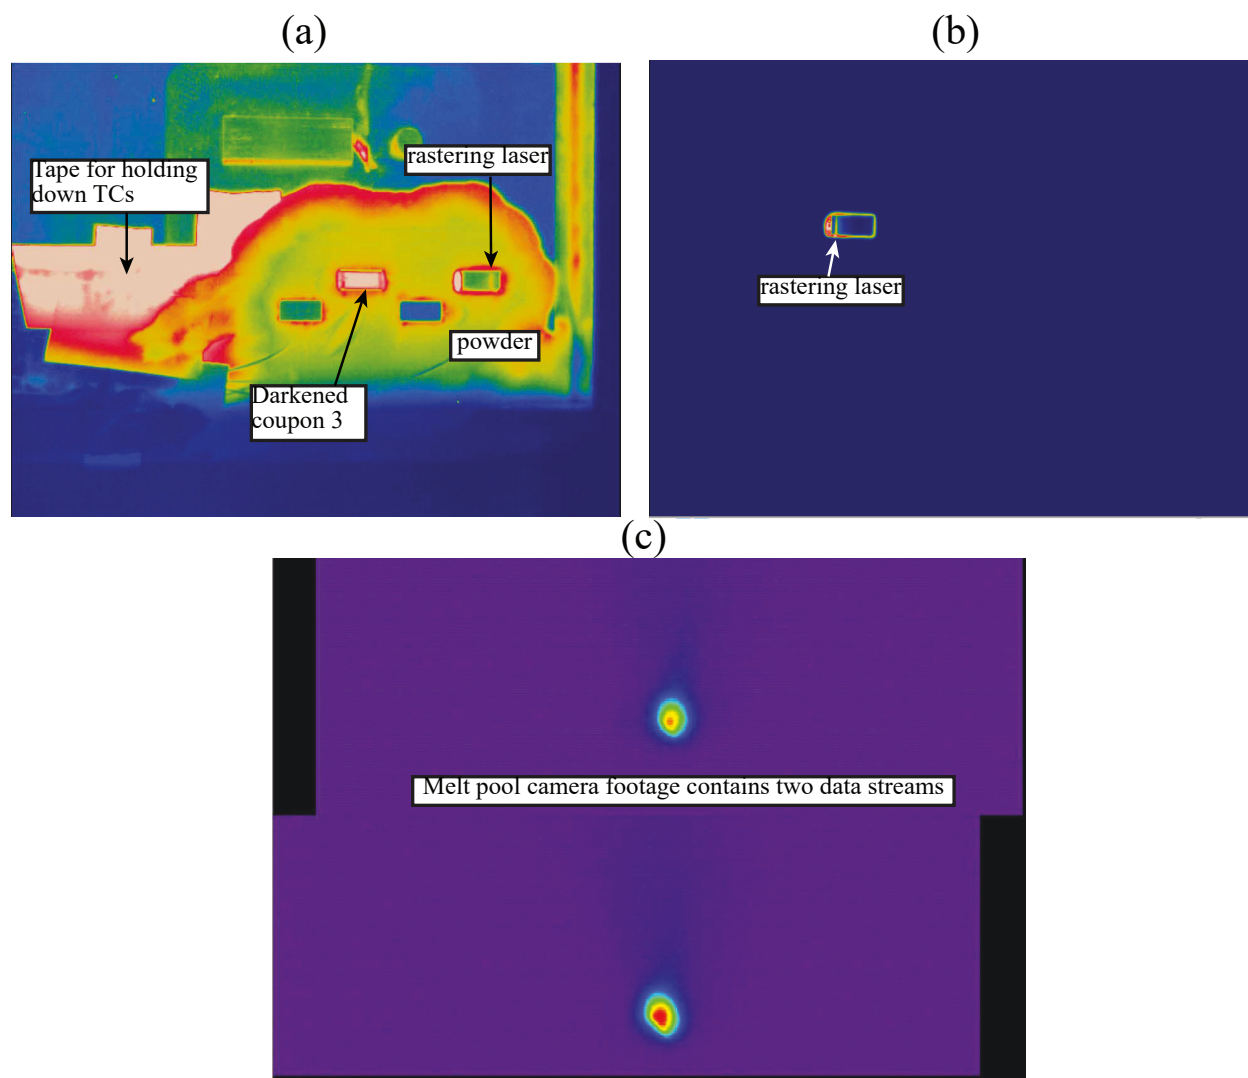 (a)
(b)
Tape for holding
down TCs
rastering laser
rastering laser
powder
Darkened
coupon 3
(c)
Melt pool camera footage contains two data streams